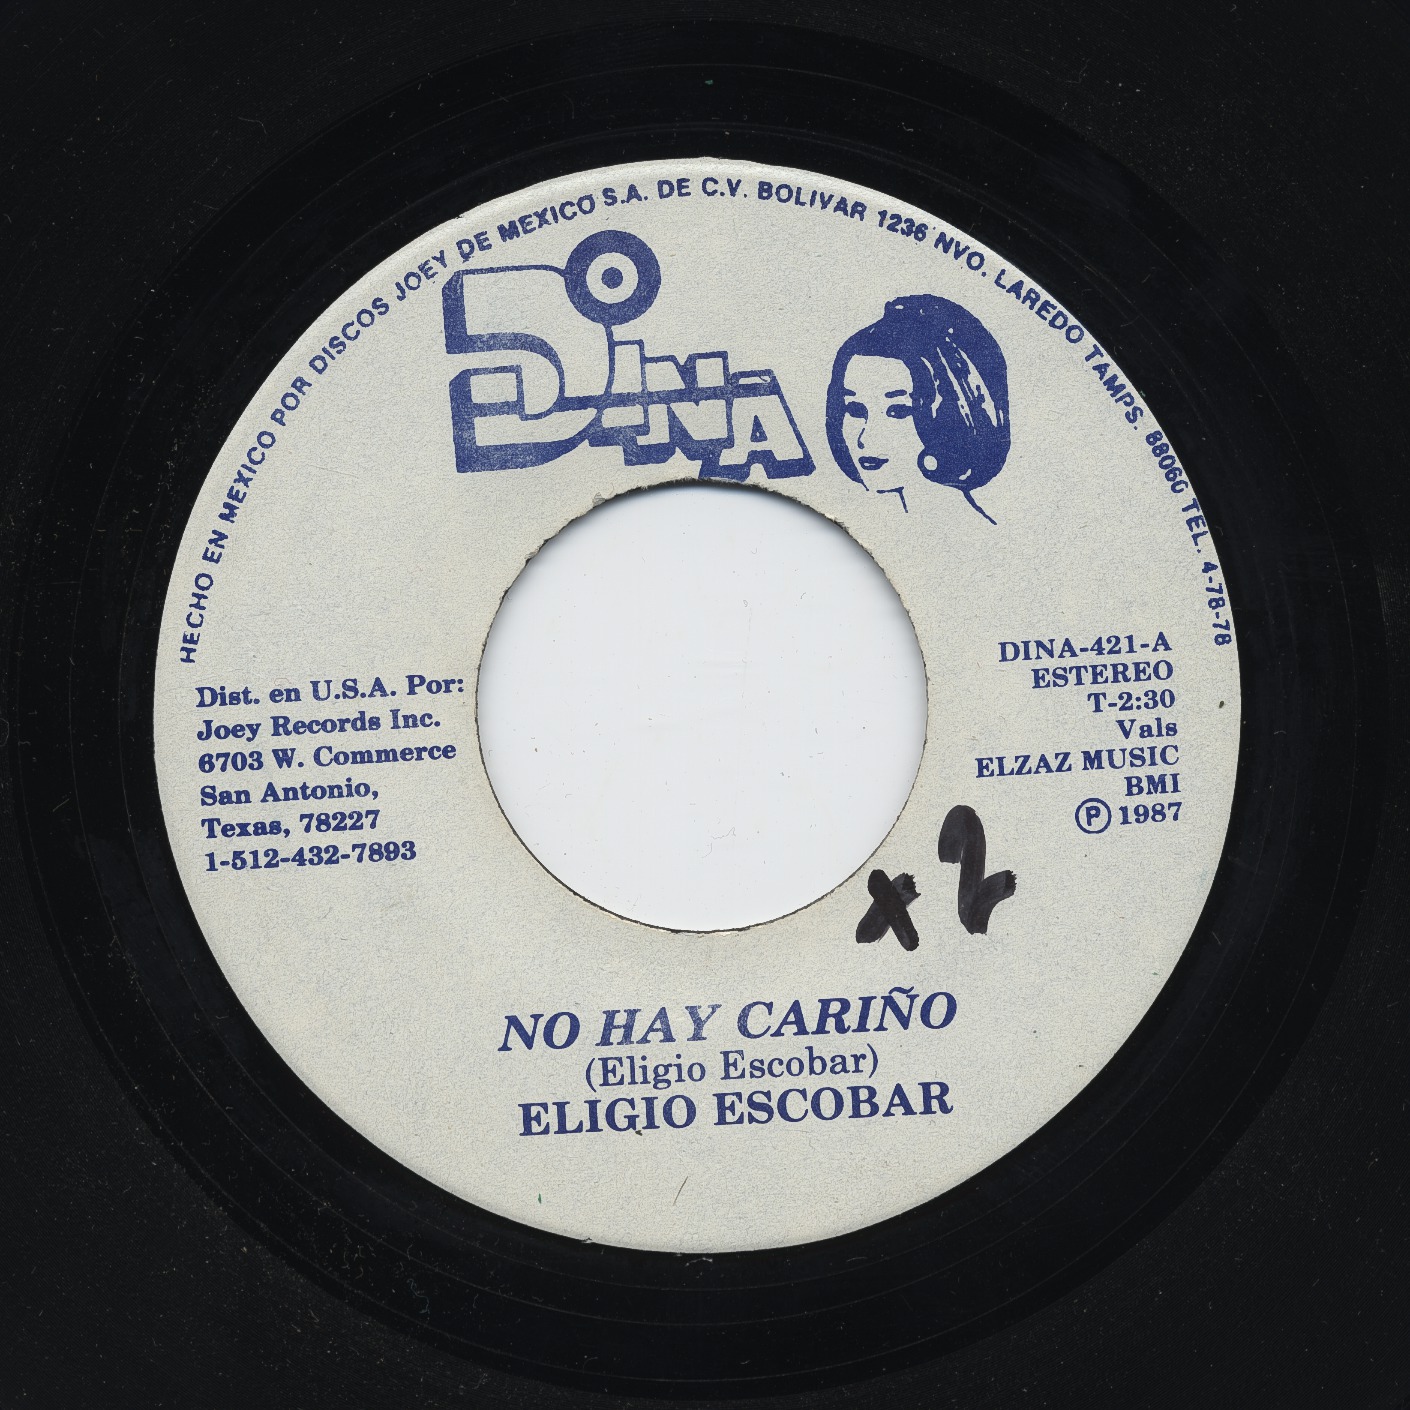 HECHO EN MEXICO POR DISCOS JOEY DE MEXICO S.A. DE C.V. BOLIVAR 1236 NVO. LAREDO TAMPS. 88060 TEL. 4-78-78
DINA
Dist. en U.S.A. Por:
Joey Records Inc.
6703 W. Commerce
San Antonio,
Texas, 78227
1-512-432-7893
DINA-421-A
ESTEREO
T-2:30
Vals
ELZAZ MUSIC
BMI
℗ 1987
x2
NO HAY CARIÑO
(Eligio Escobar)
ELIGIO ESCOBAR